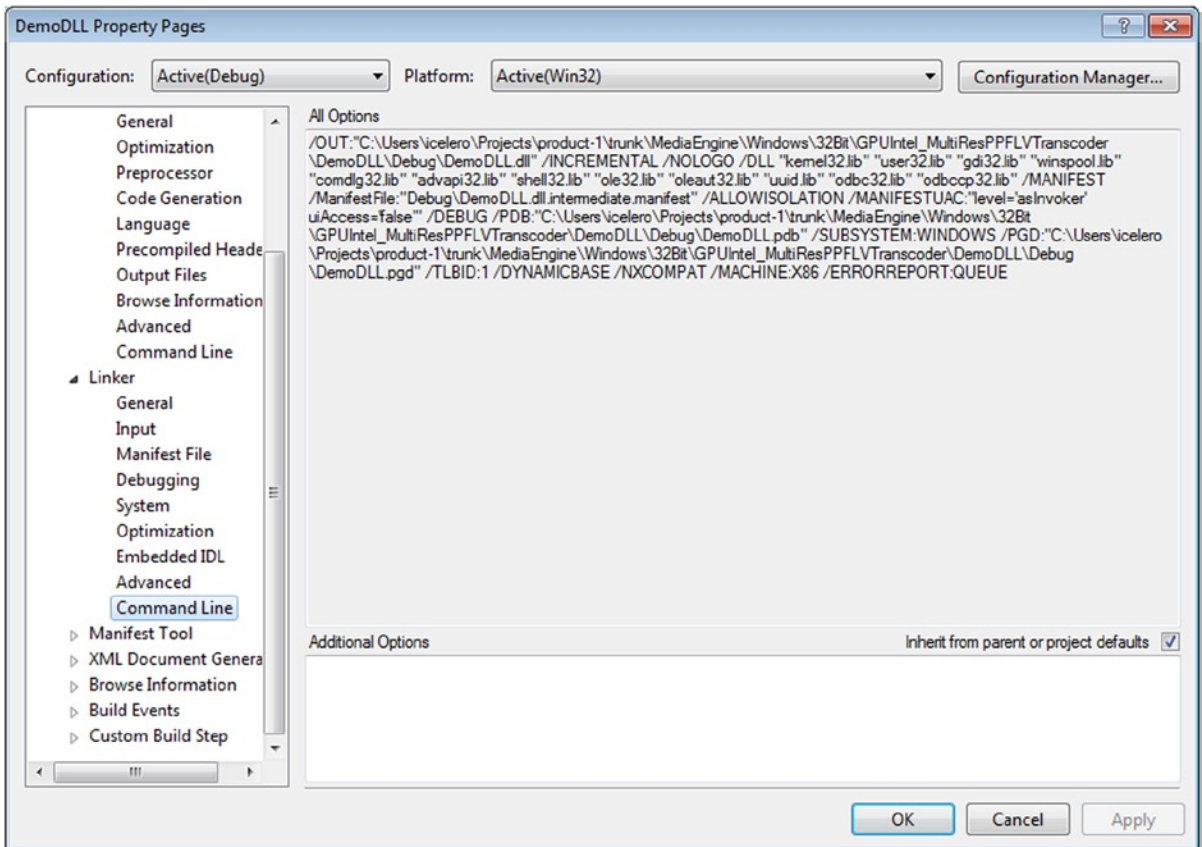 DemoDLL Property Pages
Configuration: Active(Debug) Platform: Active(Win32) Configuration Manager...
General
Optimization
Preprocessor
Code Generation
Language
Precompiled Heade
Output Files
Browse Information
Advanced
Command Line
Linker
General
Input
Manifest File
Debugging
System
Optimization
Embedded IDL
Advanced
Command Line
Manifest Tool
XML Document Genera
Browse Information
Build Events
Custom Build Step
All Options
/OUT:"C:\Users\icelero\Projects\product-1\trunk\MediaEngine\Windows\32Bit\GPUIntel_MultiResPPFLVTranscoder
\DemoDLL\Debug\DemoDLL.dll" /INCREMENTAL /NOLOGO /DLL "kernel32.lib" "user32.lib" "gdi32.lib" "winspool.lib"
"comdlg32.lib" "advapi32.lib" "shell32.lib" "ole32.lib" "oleaut32.lib" "uuid.lib" "odbc32.lib" "odbccp32.lib" /MANIFEST
/ManifestFile:"Debug\DemoDLL.dll.intermediate.manifest" /ALLOWISOLATION /MANIFESTUAC:"level='asInvoker'
uiAccess='false'" /DEBUG /PDB:"C:\Users\icelero\Projects\product-1\trunk\MediaEngine\Windows\32Bit
\GPUIntel_MultiResPPFLVTranscoder\DemoDLL\Debug\DemoDLL.pdb" /SUBSYSTEM:WINDOWS /PGD:"C:\Users\icelero
\Projects\product-1\trunk\MediaEngine\Windows\32Bit\GPUIntel_MultiResPPFLVTranscoder\DemoDLL\Debug
\DemoDLL.pgd" /TLBID:1 /DYNAMICBASE /NXCOMPAT /MACHINE:X86 /ERRORREPORT:QUEUE
Additional Options Inherit from parent or project defaults
OK Cancel Apply